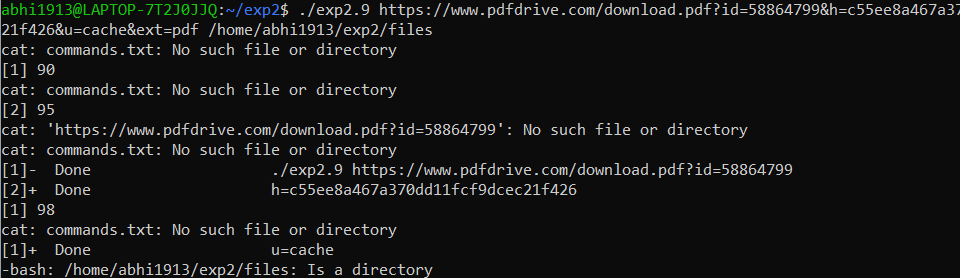 abhi1913@LAPTOP-7T2J0JJQ:~/exp2$ ./exp2.9 https://www.pdfdrive.com/download.pdf?id=58864799&h=c55ee8a467a37
21f426&u=cache&ext=pdf /home/abhi1913/exp2/files
cat: commands.txt: No such file or directory
[1] 90
cat: commands.txt: No such file or directory
[2] 95
cat: 'https://www.pdfdrive.com/download.pdf?id=58864799': No such file or directory
cat: commands.txt: No such file or directory
[1]-  Done                    ./exp2.9 https://www.pdfdrive.com/download.pdf?id=58864799
[2]+  Done                    h=c55ee8a467a370dd11fcf9dcec21f426
[1] 98
cat: commands.txt: No such file or directory
[1]+  Done                    u=cache
-bash: /home/abhi1913/exp2/files: Is a directory